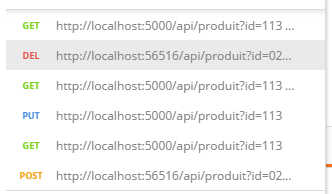 GET http://localhost:5000/api/produit?id=113 ...
DEL http://localhost:56516/api/produit?id=02...
GET http://localhost:5000/api/produit?id=113 ...
PUT http://localhost:5000/api/produit?id=113
GET http://localhost:5000/api/produit?id=113
POST http://localhost:56516/api/produit?id=02...